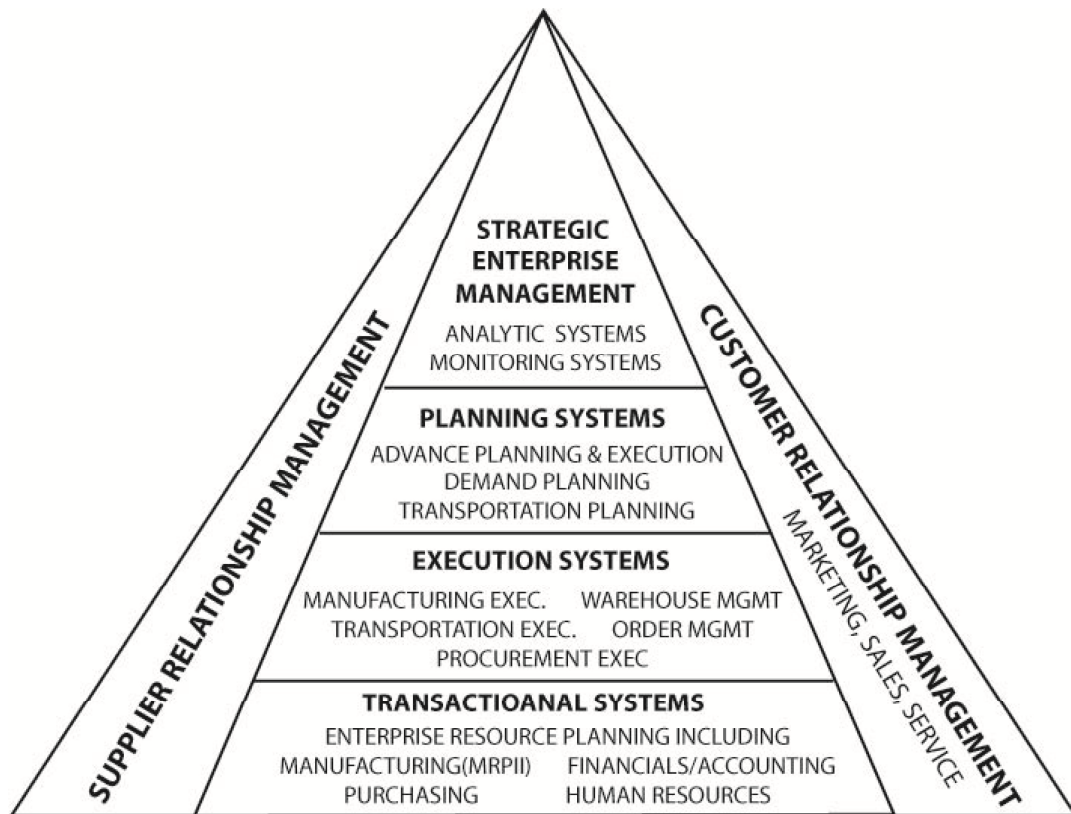 STRATEGIC
ENTERPRISE
MANAGEMENT
ANALYTIC SYSTEMS
MONITORING SYSTEMS
PLANNING SYSTEMS
ADVANCE PLANNING & EXECUTION
DEMAND PLANNING
TRANSPORTATION PLANNING
EXECUTION SYSTEMS
MANUFACTURING EXEC. WAREHOUSE MGMT
TRANSPORTATION EXEC. ORDER MGMT
PROCUREMENT EXEC
TRANSACTIOANAL SYSTEMS
ENTERPRISE RESOURCE PLANNING INCLUDING
MANUFACTURING(MRPII) FINANCIALS/ACCOUNTING
PURCHASING HUMAN RESOURCES
SUPPLIER RELATIONSHIP MANAGEMENT
CUSTOMER RELATIONSHIP MANAGEMENT
MARKETING, SALES, SERVICE